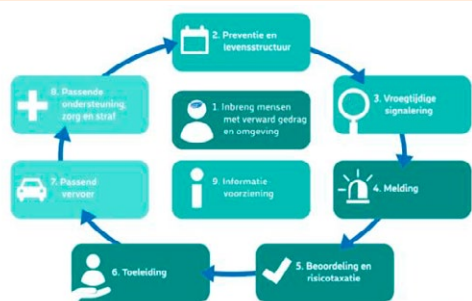 2. Preventie en
levensstructuur
8. Passende
ondersteuning,
zorg en straf
1. Inbreng mensen
met verward gedrag
en omgeving
3. Vroegtijdige
signalering
7. Passend
vervoer
9. Informatie
voorziening
4. Melding
6. Toeleiding
5. Beoordeling en
risicotaxatie